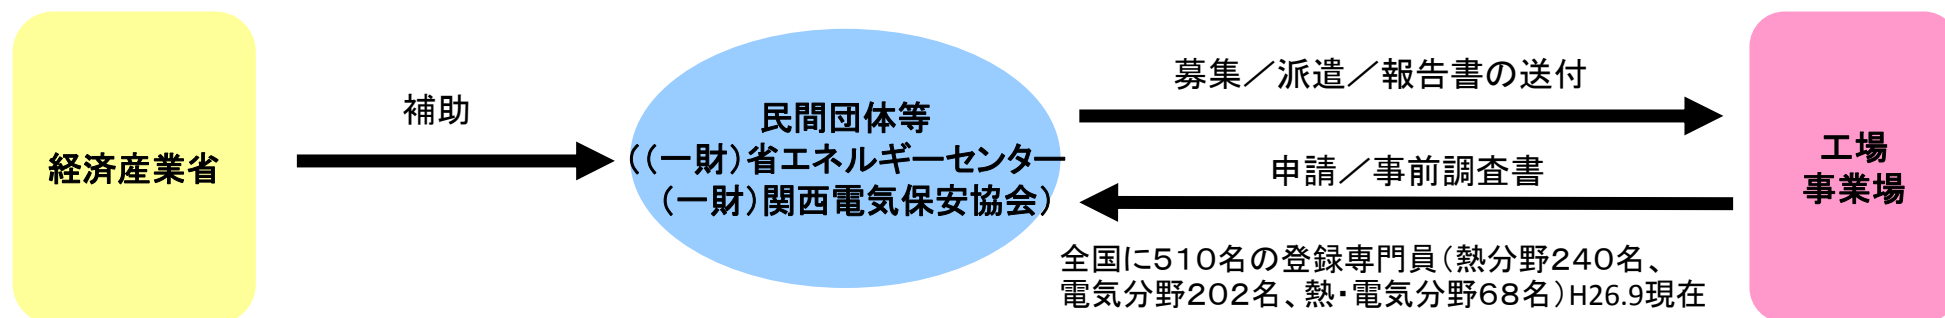 経済産業省
補助
民間団体等
((一財)省エネルギーセンター
(一財)関西電気保安協会)
募集／派遣／報告書の送付
申請／事前調査書
全国に510名の登録専門員(熱分野240名、
電気分野202名、熱・電気分野68名)H26.9現在
工場
事業場